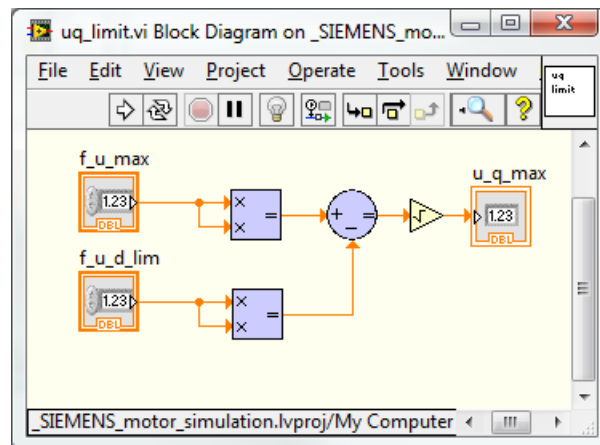 uq_limit.vi Block Diagram on _SIEMENS_mo...
File Edit View Project Operate Tools Window
uq
limit
f_u_max
u_q_max
1.23
DBL
×
×
=
+
−
=
√
1.23
DBL
f_u_d_lim
1.23
DBL
×
×
=
_SIEMENS_motor_simulation.lvproj/My Computer